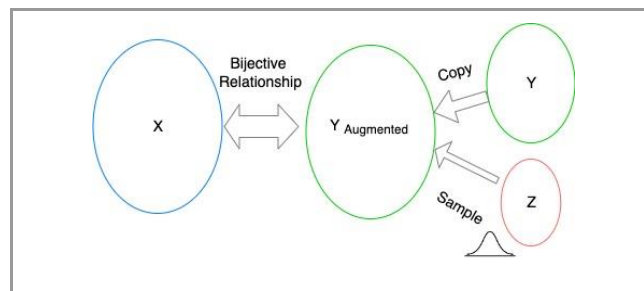 Bijective
Relationship
X
Y Augmented
Copy
Y
Sample
Z